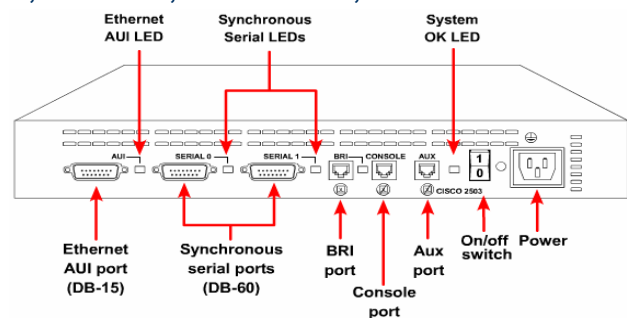 Ethernet
AUI LED
Synchronous
Serial LEDs
System
OK LED
AUI
SERIAL 0
SERIAL 1
BRI
CONSOLE
AUX
1
0
CISCO 2503
Ethernet
AUI port
(DB-15)
Synchronous
serial ports
(DB-60)
BRI
port
Console
port
Aux
port
On/off
switch
Power